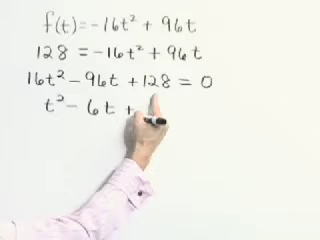 f(t) = -16t² + 96t
128 = -16t² + 96t
16t² - 96t + 128 = 0
t² - 6t +